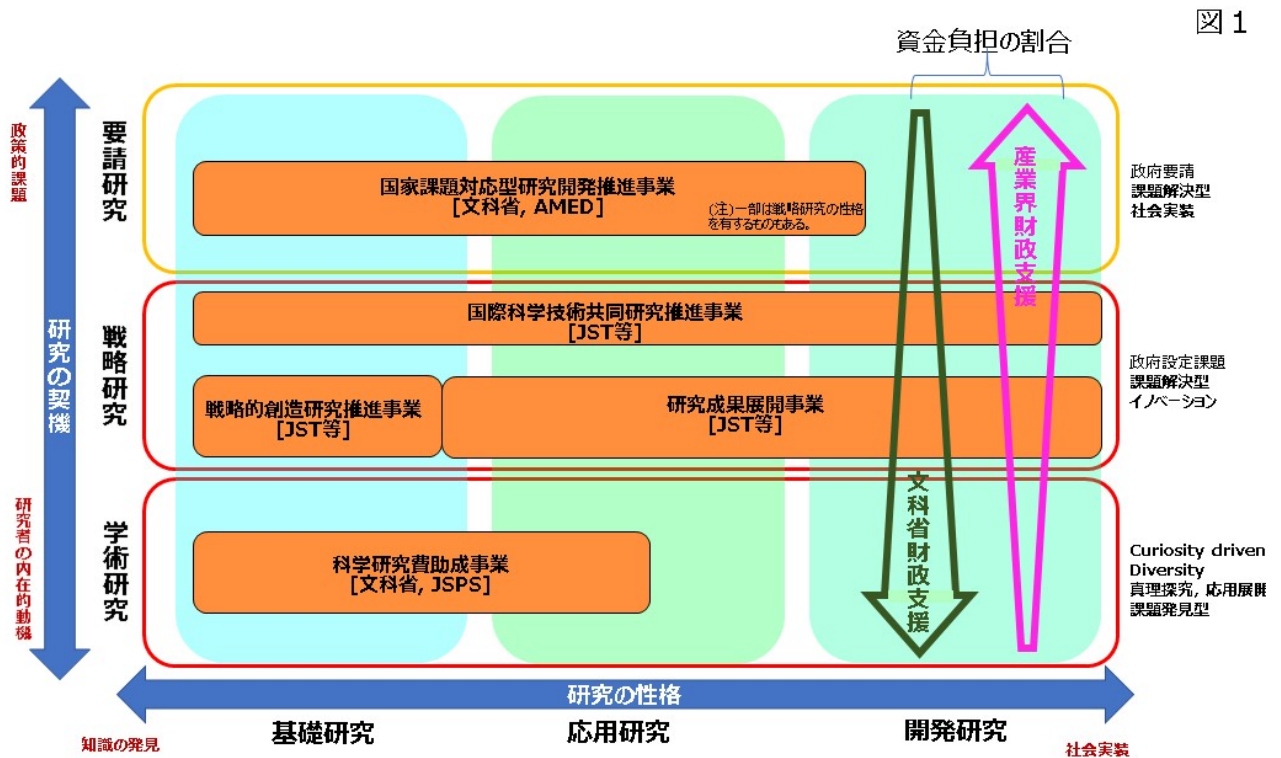 図1
資金負担の割合
政策的課題
要請研究
国家課題対応型研究開発推進事業
[文科省, AMED]
(注)一部は戦略研究の性格
を有するものもある。
産業界財政支援
政府要請
課題解決型
社会実装
研究の契機
戦略研究
国際科学技術共同研究推進事業
[JST等]
戦略的創造研究推進事業
[JST等]
研究成果展開事業
[JST等]
政府設定課題
課題解決型
イノベーション
研究者の内在的動機
学術研究
科学研究費助成事業
[文科省, JSPS]
文科省財政支援
Curiosity driven
Diversity
真理探究, 応用展開
課題発見型
研究の性格
知識の発見
基礎研究
応用研究
開発研究
社会実装